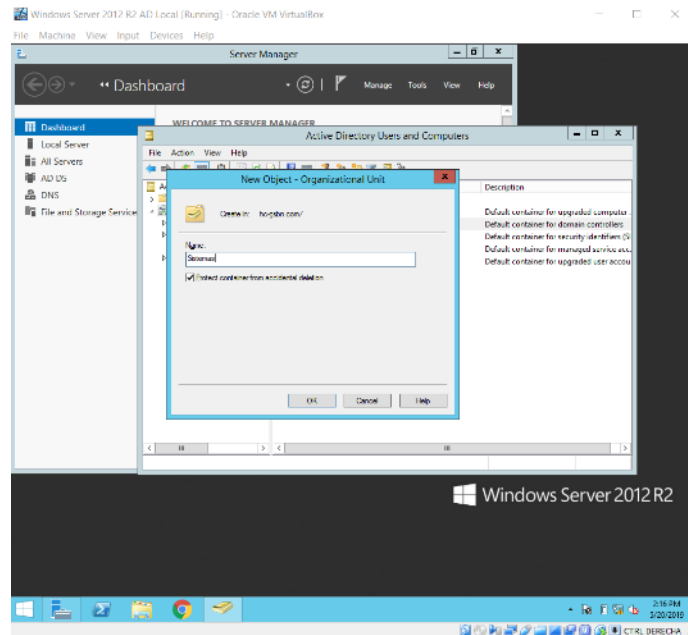 Windows Server 2012 R2 AD Local [Running] - Oracle VM VirtualBox
File Machine View Input Devices Help
Server Manager
Dashboard
Manage Tools View Help
WELCOME TO SERVER MANAGER
Dashboard
Local Server
All Servers
AD DS
DNS
File and Storage Service
Active Directory Users and Computers
File Action View Help
New Object - Organizational Unit
Create in:
Name:
Sistemas
Protect container from accidental deletion
OK Cancel Help
Description
Default container for upgraded computer
Default container for domain controllers
Default container for security identifiers (S
Default container for managed service acc
Default container for upgraded user accou
Windows Server 2012 R2
2:16 PM
5/20/2019
CTRL DERECHA